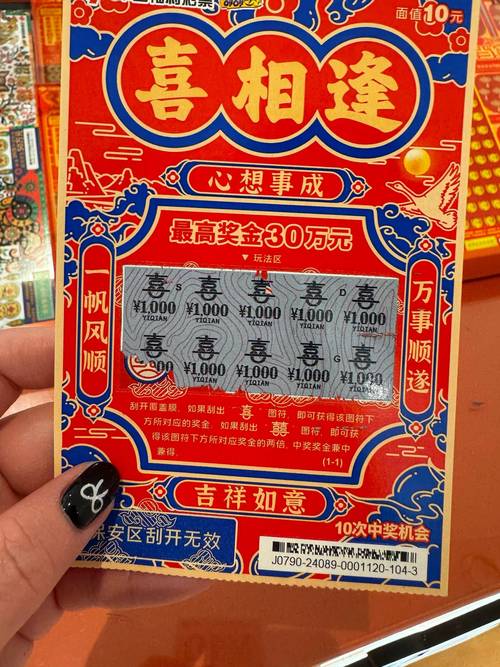 面值10元
喜相逢
心想事成
最高奖金30万元
▼ 玩法区
一帆风顺
万事顺遂
喜 S 喜 喜 喜 D 喜
¥1,000 ¥1,000 ¥1,000 ¥1,000 ¥1,000
YIQIAN YIQIAN YIQIAN YIQIAN YIQIAN
喜 喜 喜 喜 G 喜
¥1,000 ¥1,000 ¥1,000 ¥1,000
YIQIAN YIQIAN YIQIAN YIQIAN
刮开覆盖膜，如果刮出“喜”图符，即可获得该图符下
方所对应的奖金，如果刮出“囍”图符，即可获
得该图符下方所对应奖金的两倍，中奖奖金兼中
兼得。
(1-1)
吉祥如意
10次中奖机会
保安区刮开无效
J0790-24089-0001120-104-3